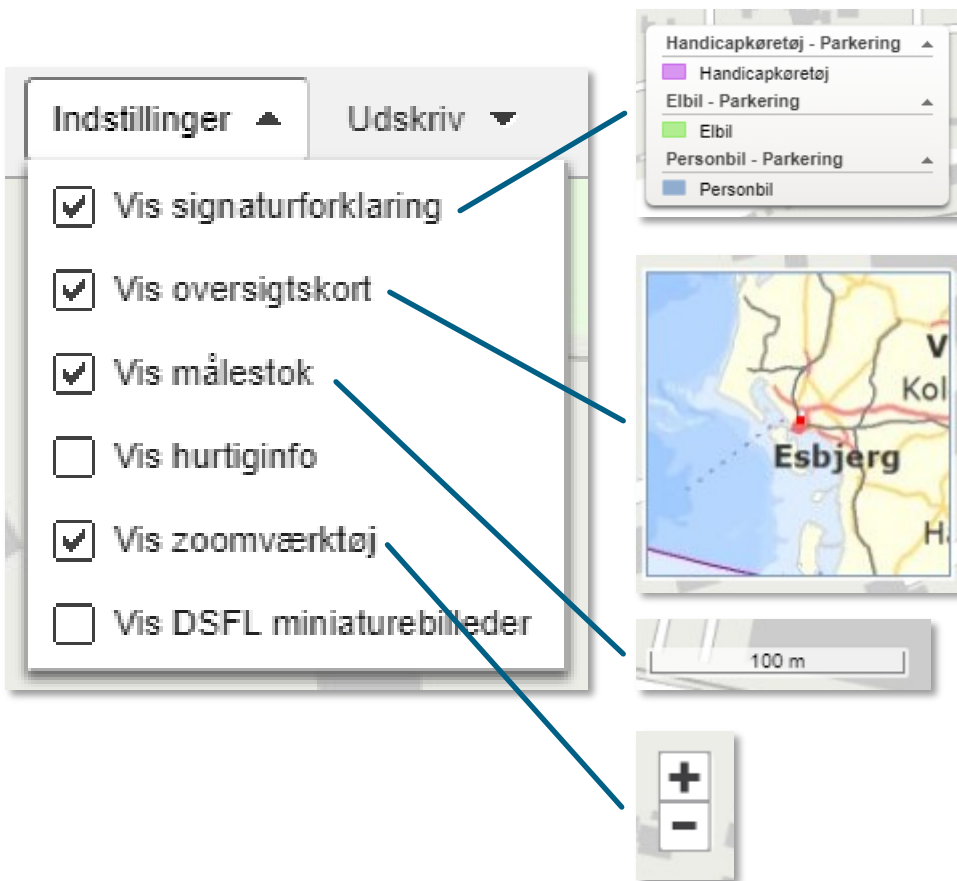 Indstillinger
Udskriv
Vis signaturforklaring
Vis oversigtskort
Vis målestok
Vis hurtiginfo
Vis zoomværktøj
Vis DSFL miniaturebilleder
Handicapkøretøj - Parkering
Handicapkøretøj
Elbil - Parkering
Elbil
Personbil - Parkering
Personbil
V
Kol
Esbjerg
H
100 m
+
−